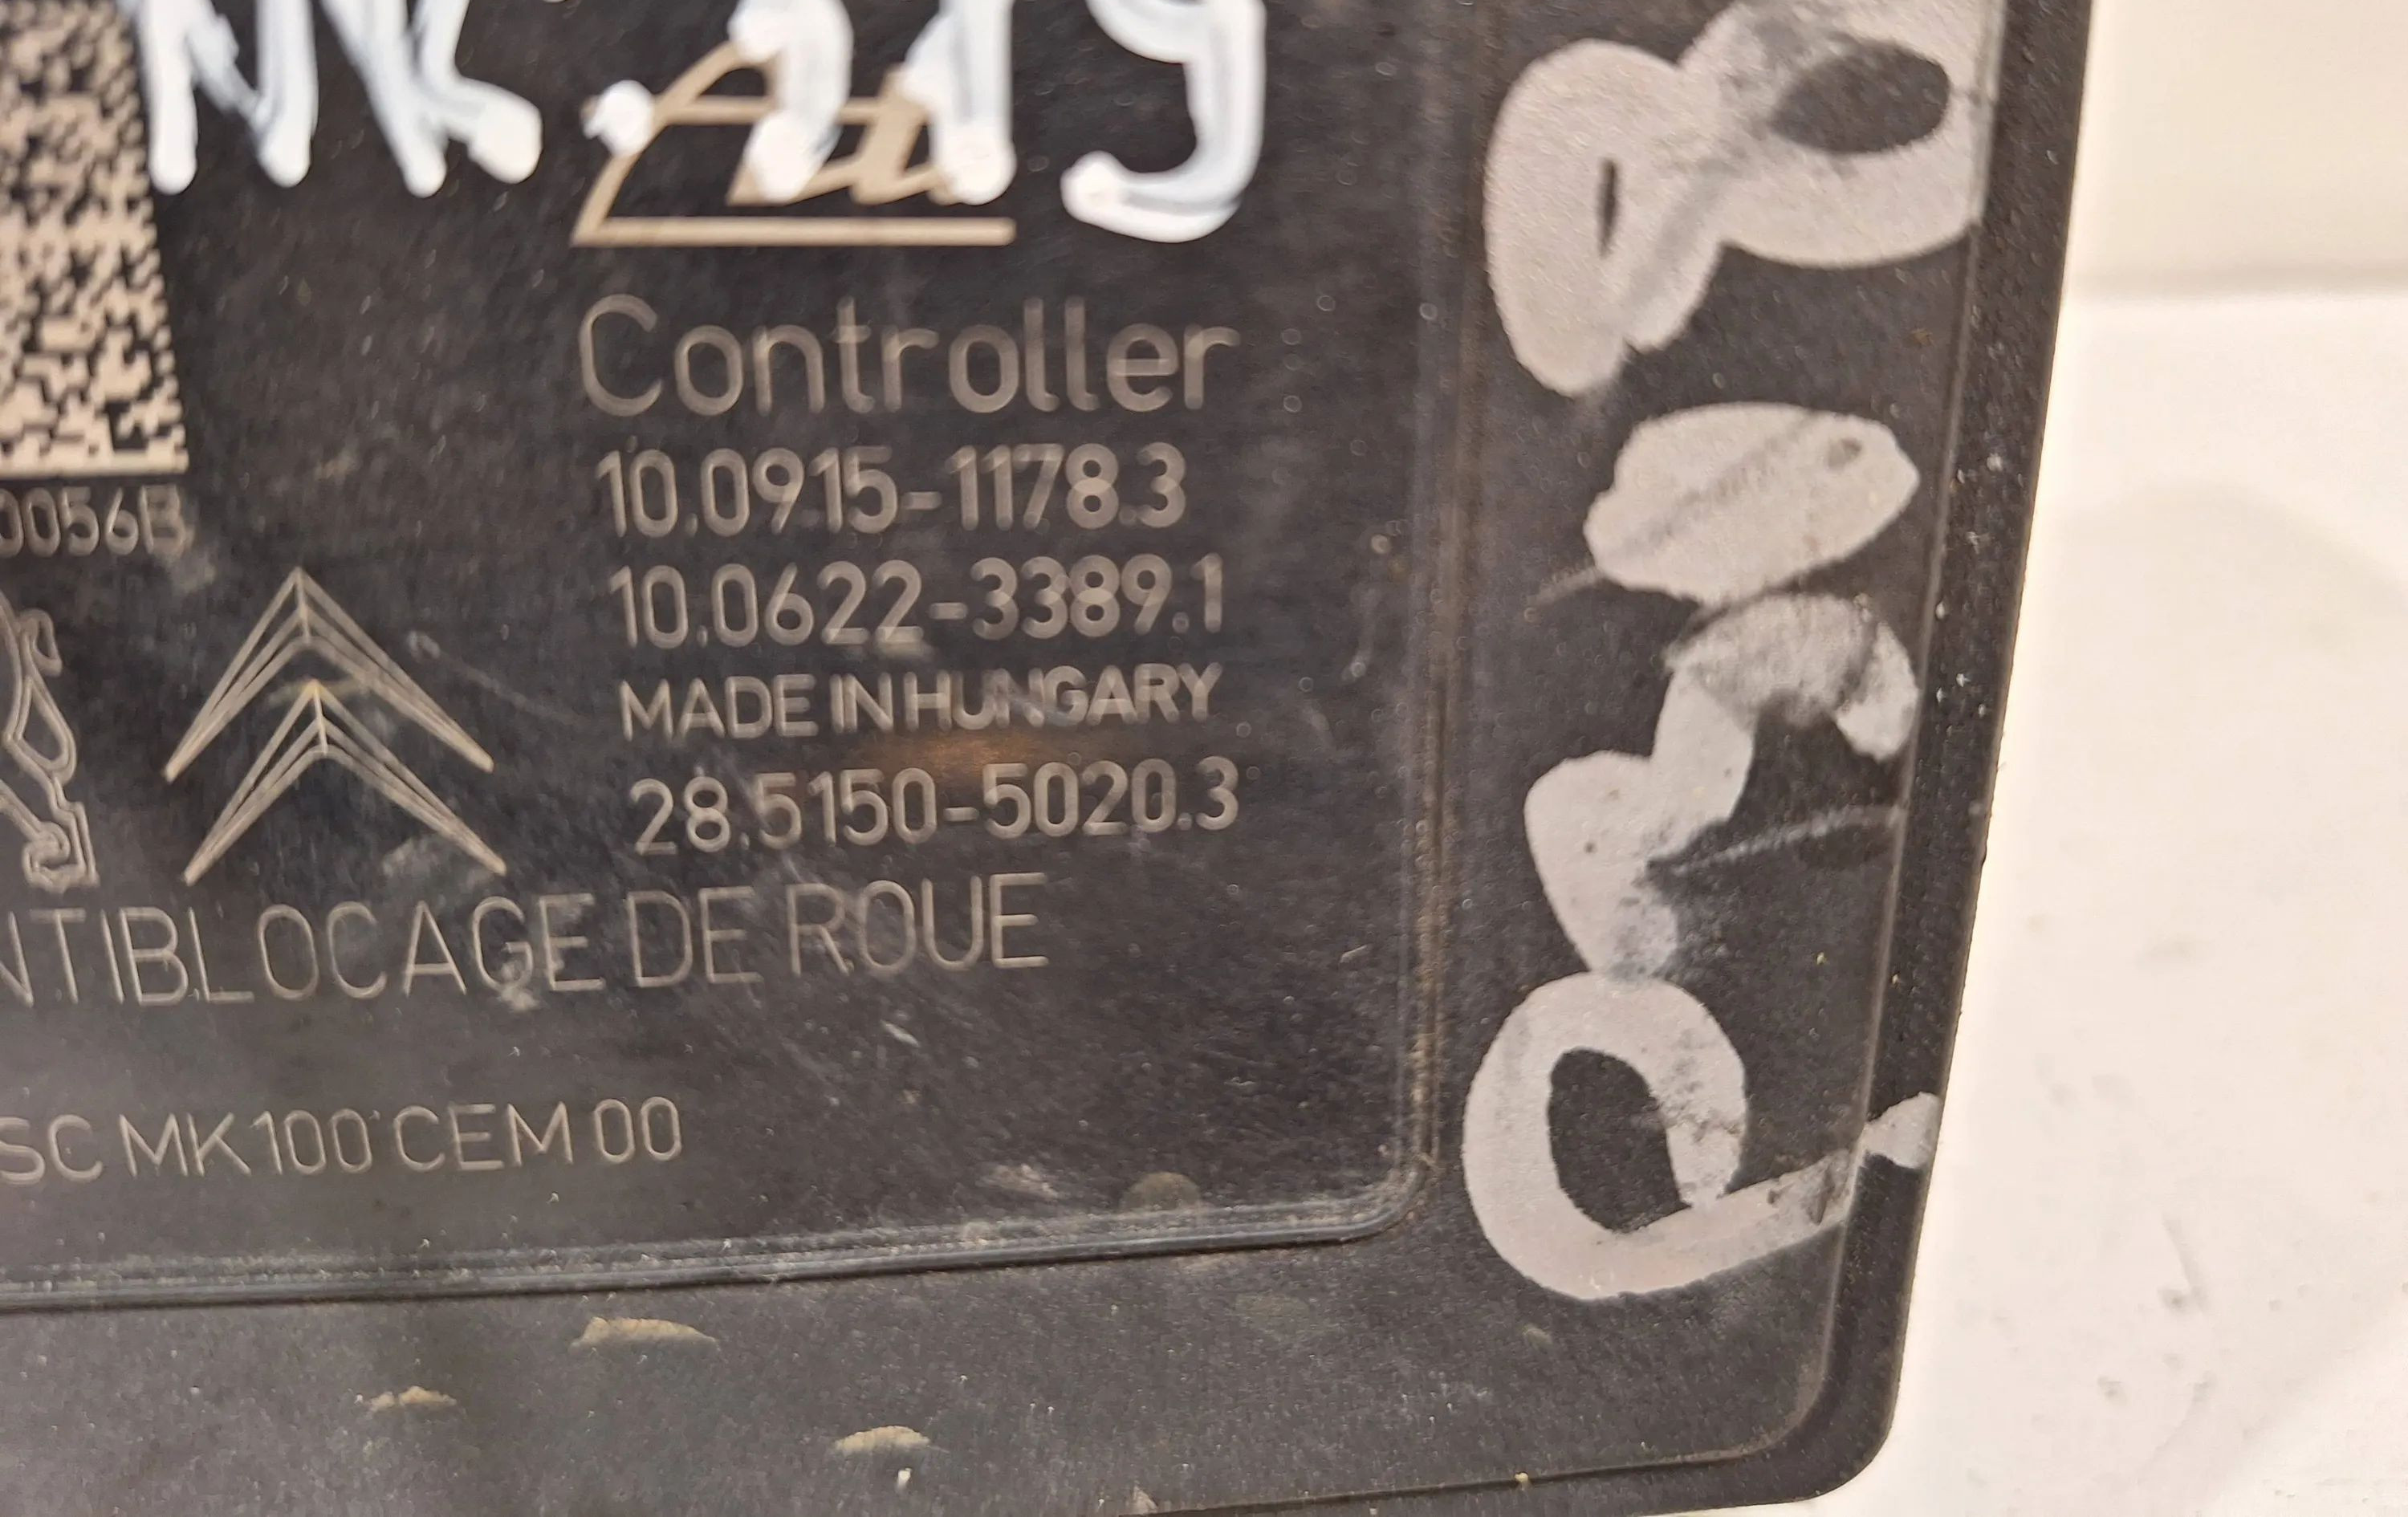 Controller
10.0915-1178.3
10.0622-3389.1
MADE IN HUNGARY
28.5150-5020.3
0056B
NTIBLOCAGE DE ROUE
SC MK100 CEM 00